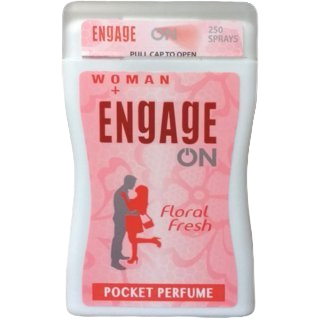 ENGAGE ON 250
SPRAYS
PULL CAP TO OPEN
WOMAN
+
ENGAGE
ON
Floral
Fresh
POCKET PERFUME